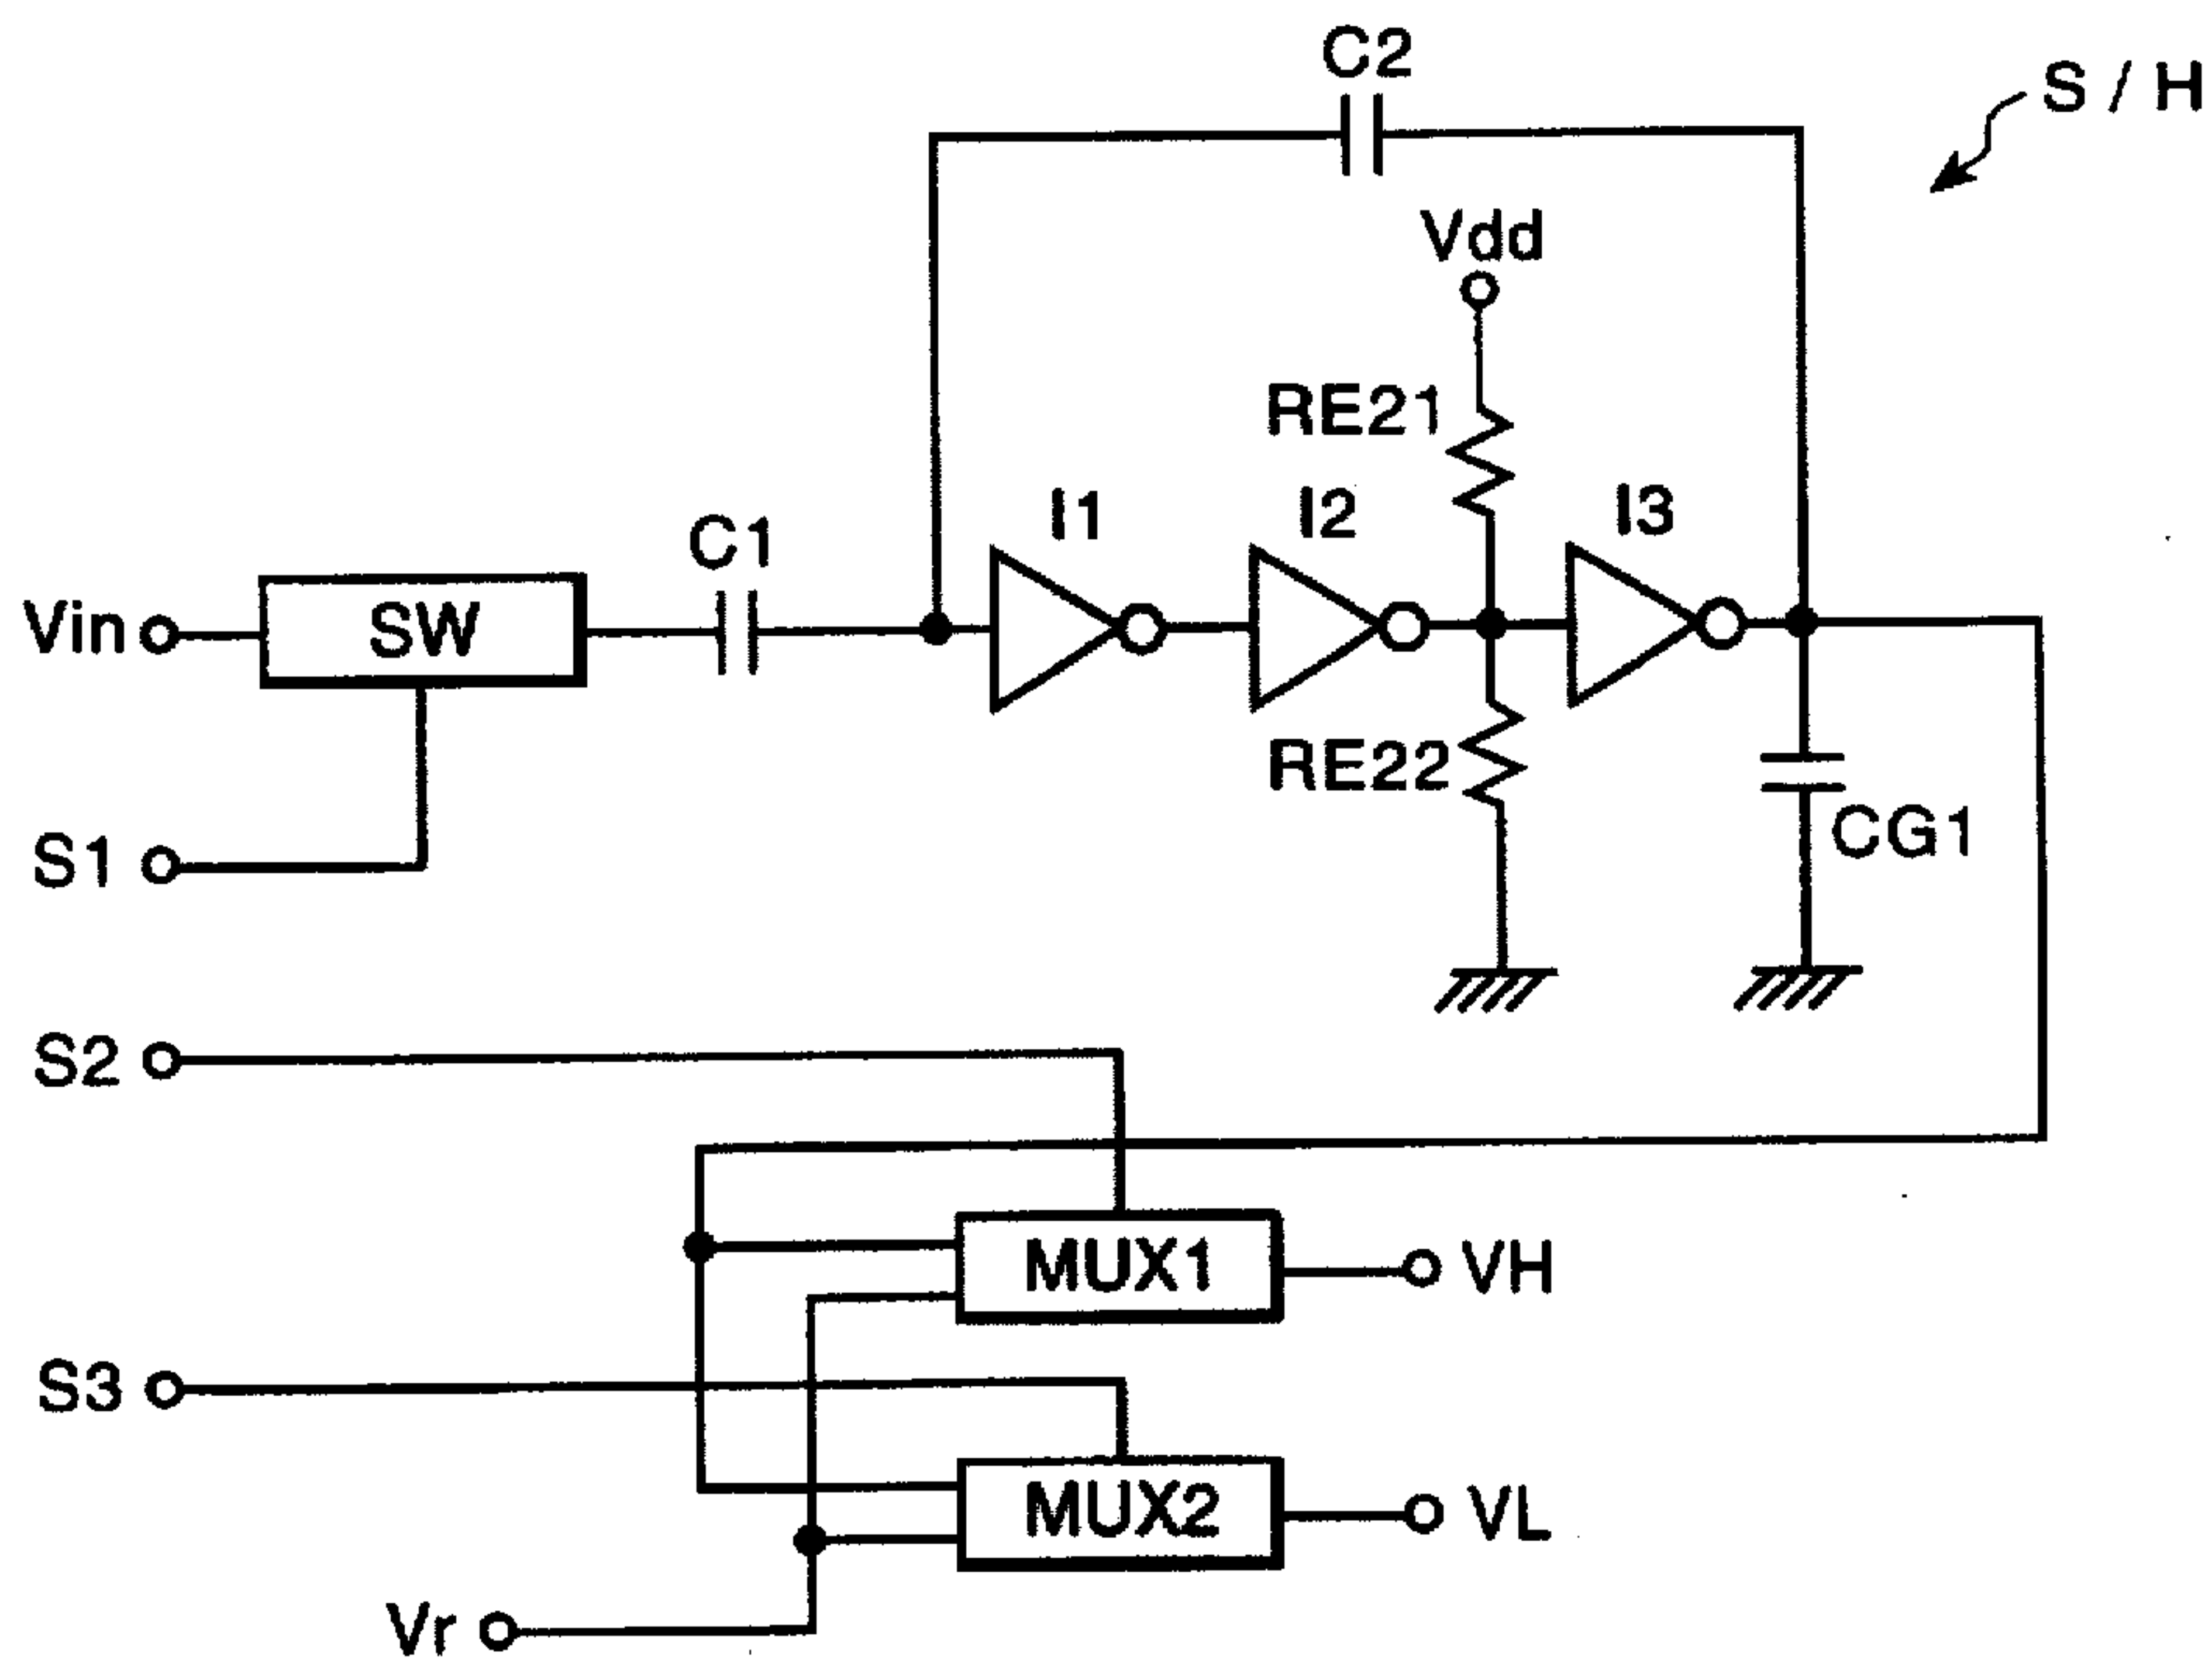 C2
S / H
Vdd
RE21
I1
I2
I3
C1
Vin
SW
RE22
CG1
S1
S2
MUX1
VH
S3
MUX2
VL
Vr